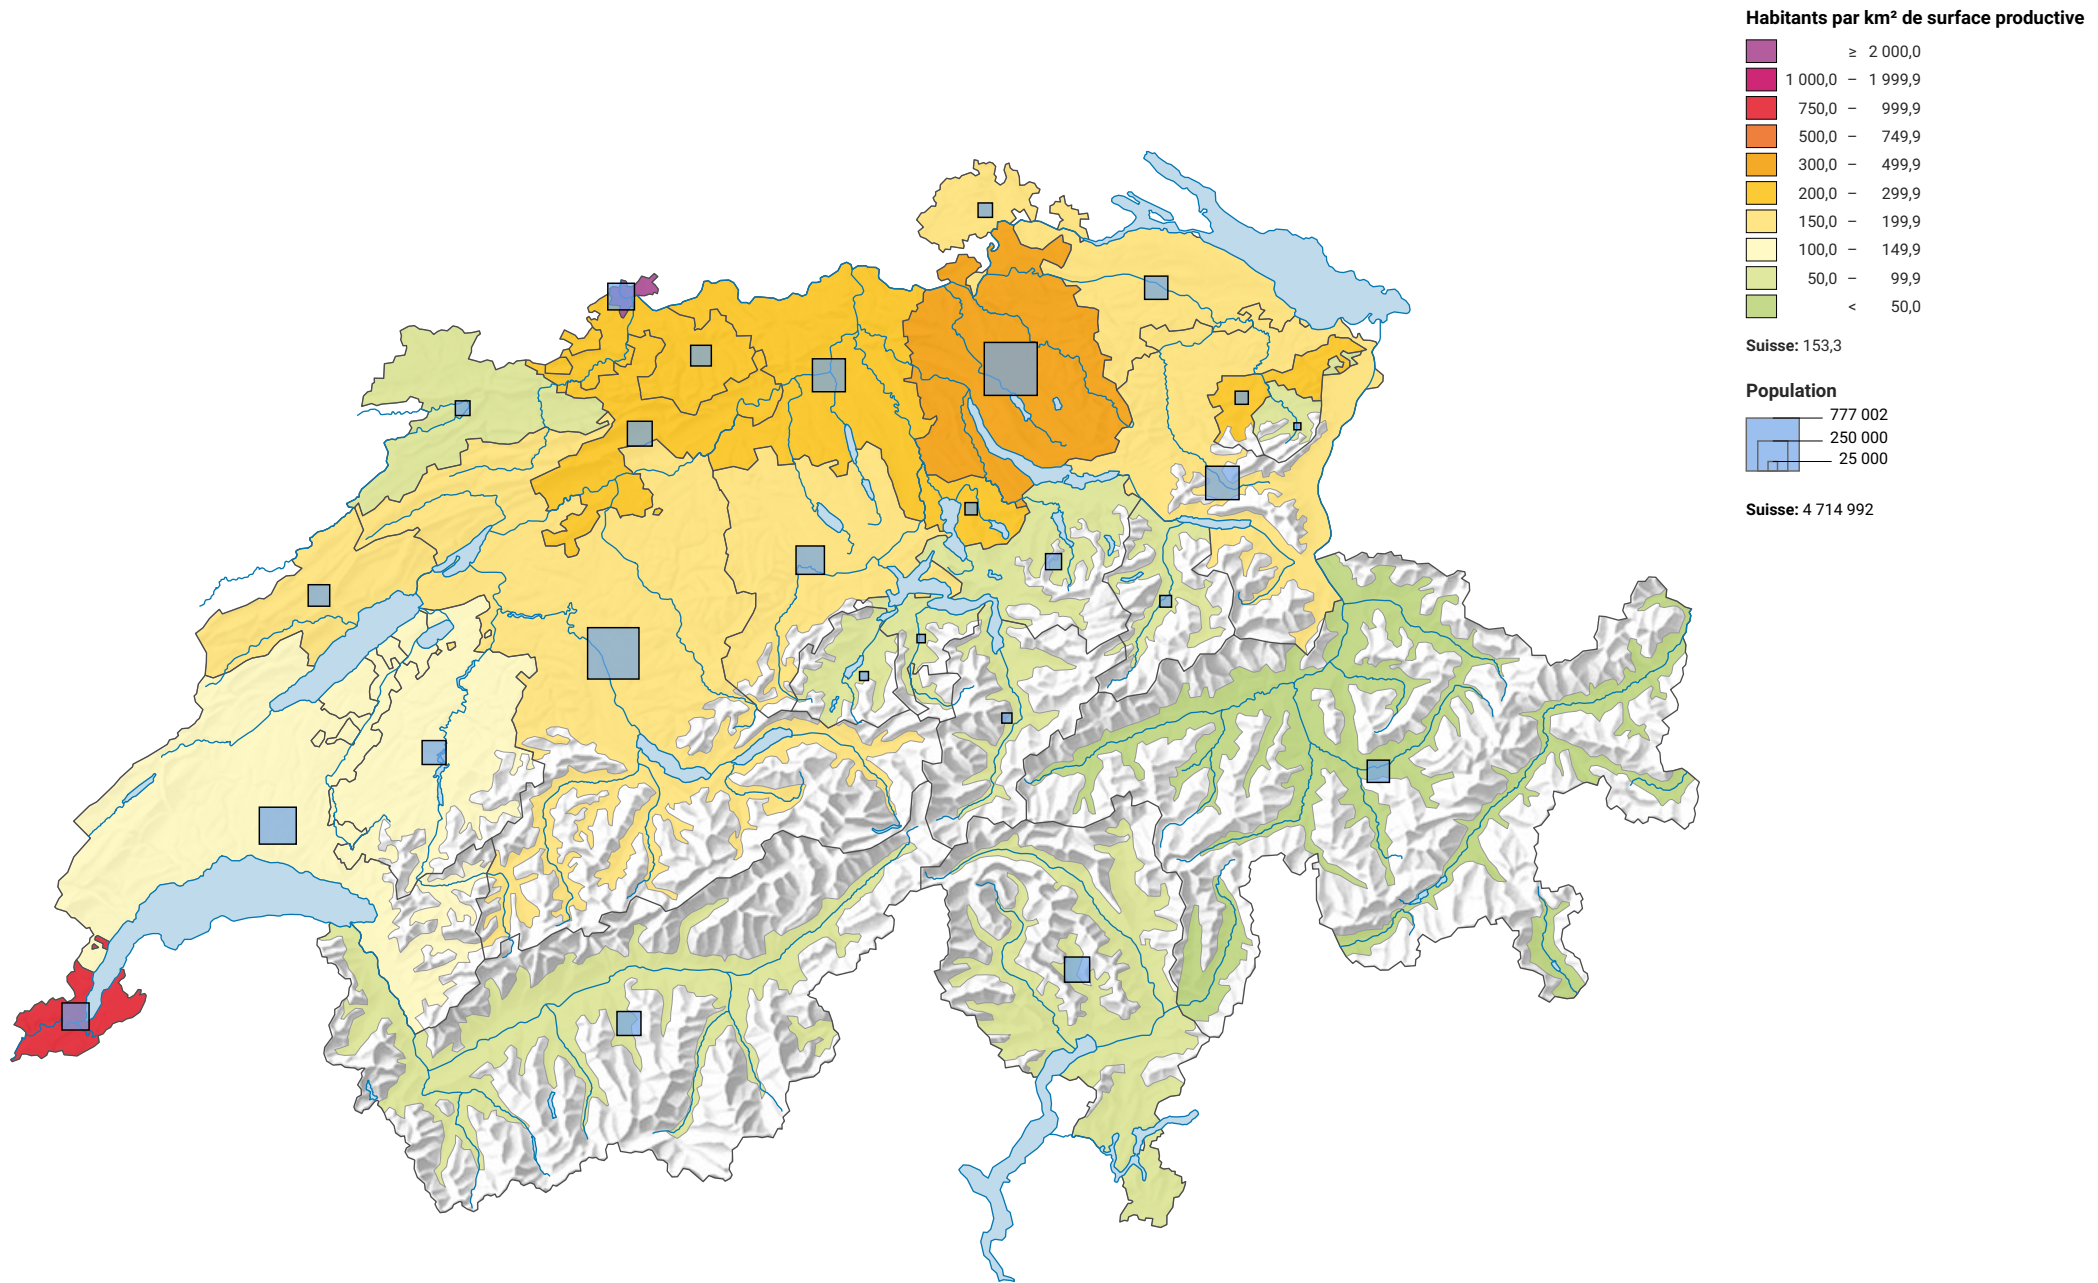 Habitants par km² de surface productive
≥ 2 000,0
1 000,0 – 1 999,9
750,0 – 999,9
500,0 – 749,9
300,0 – 499,9
200,0 – 299,9
150,0 – 199,9
100,0 – 149,9
50,0 – 99,9
< 50,0
Suisse: 153,3
Population
777 002
250 000
25 000
Suisse: 4 714 992